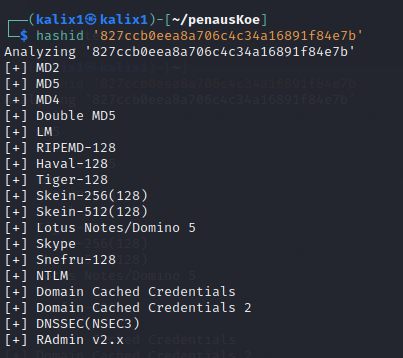 ┌──(kalix1㉿kalix1)-[~/penausKoe]
└─$ hashid '827ccb0eea8a706c4c34a16891f84e7b'
Analyzing '827ccb0eea8a706c4c34a16891f84e7b'
[+] MD2
[+] MD5
[+] MD4
[+] Double MD5
[+] LM
[+] RIPEMD-128
[+] Haval-128
[+] Tiger-128
[+] Skein-256(128)
[+] Skein-512(128)
[+] Lotus Notes/Domino 5
[+] Skype
[+] Snefru-128
[+] NTLM
[+] Domain Cached Credentials
[+] Domain Cached Credentials 2
[+] DNSSEC(NSEC3)
[+] RAdmin v2.x